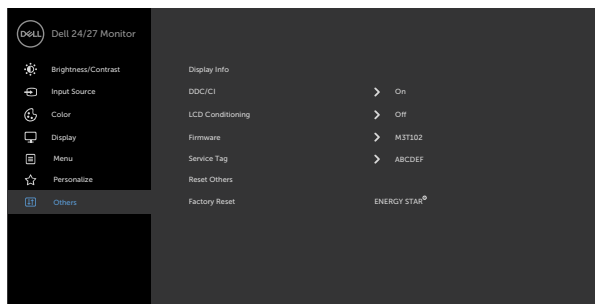 DELL Dell 24/27 Monitor
Brightness/Contrast Display Info
Input Source DDC/CI On
Color LCD Conditioning Off
Display Firmware M3T102
Menu Service Tag ABCDEF
Personalize Reset Others
Others Factory Reset ENERGY STAR®